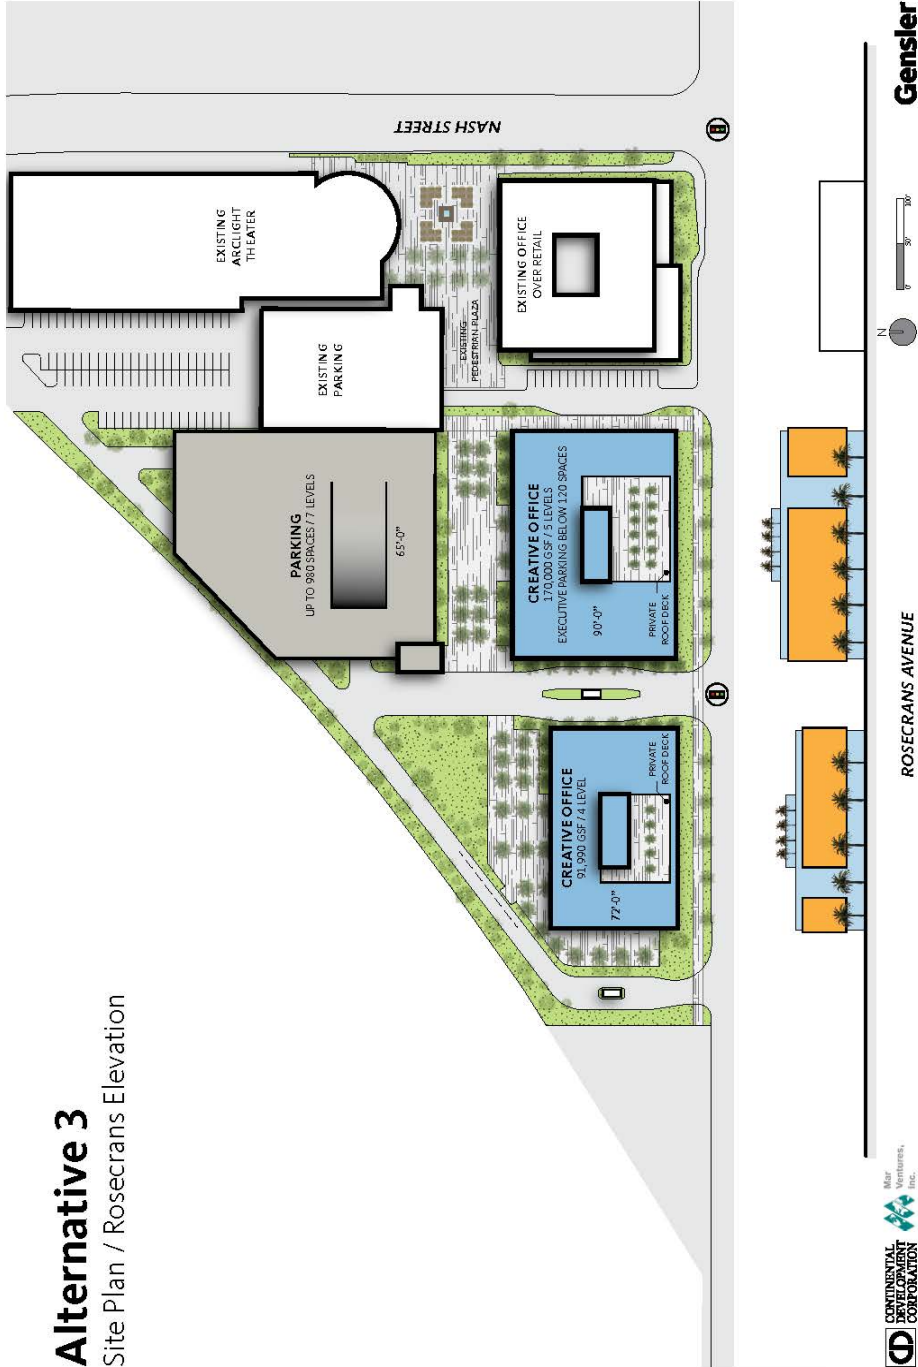 Alternative 3
Site Plan / Rosecrans Elevation
NASH STREET
EXISTING
ARCLIGHT
THEATER
EXISTING
PARKING
EXISTING
PEDESTRIAN PLAZA
EXISTING OFFICE
OVER RETAIL
PARKING
UP TO 980 SPACES / 7 LEVELS
65'-0"
CREATIVE OFFICE
170,000 GSF / 5 LEVELS
EXECUTIVE PARKING BELOW 120 SPACES
90'-0"
PRIVATE
ROOF DECK
CREATIVE OFFICE
91,990 GSF / 4 LEVEL
72'-0"
PRIVATE
ROOF DECK
ROSECRANS AVENUE
N
0'
50'
100'
CD
CONTINENTAL
DEVELOPMENT
CORPORATION
Mar
Ventures,
Inc.
Gensler